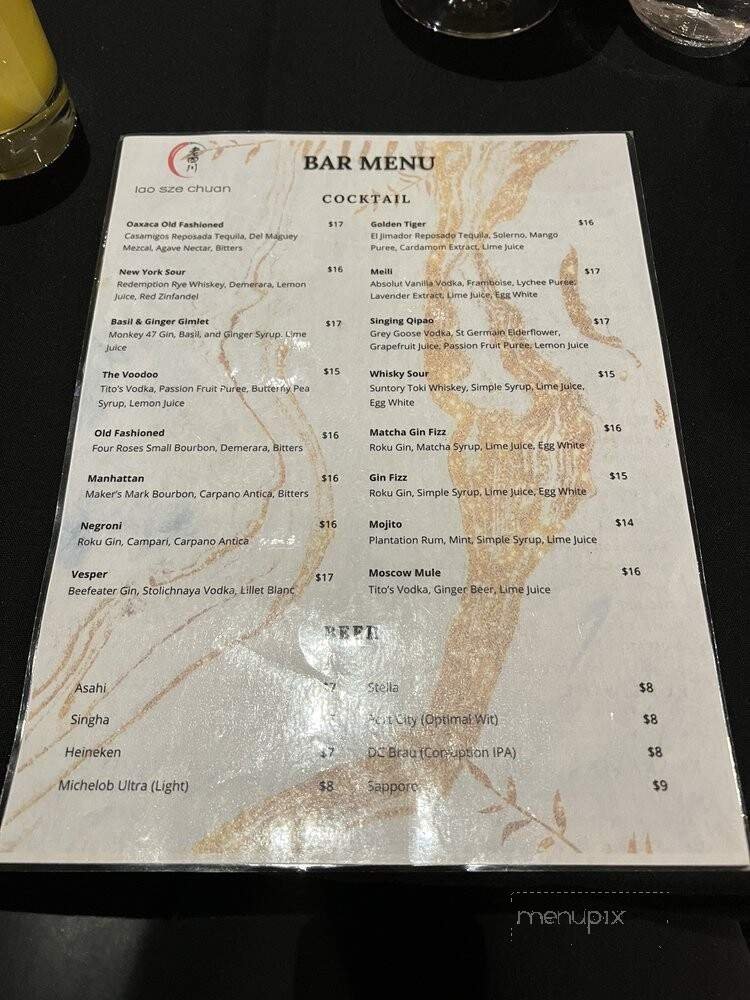 老四川
lao sze chuan
BAR MENU
COCKTAIL
Oaxaca Old Fashioned $17
Casamigos Reposada Tequila, Del Maguey
Mezcal, Agave Nectar, Bitters
New York Sour $16
Redemption Rye Whiskey, Demerara, Lemon
Juice, Red Zinfandel
Basil & Ginger Gimlet $17
Monkey 47 Gin, Basil, and Ginger Syrup. Lime
Juice
The Voodoo $15
Tito's Vodka, Passion Fruit Puree, Butterfly Pea
Syrup, Lemon Juice
Old Fashioned $16
Four Roses Small Bourbon, Demerara, Bitters
Manhattan $16
Maker's Mark Bourbon, Carpano Antica, Bitters
Negroni $16
Roku Gin, Campari, Carpano Antica
Vesper $17
Beefeater Gin, Stolichnaya Vodka, Lillet Blanc
Golden Tiger $16
El Jimador Reposado Tequila, Solerno, Mango
Puree, Cardamom Extract, Lime Juice
Meili $17
Absolut Vanilla Vodka, Framboise, Lychee Puree,
Lavender Extract, Lime Juice, Egg White
Singing Qipao $17
Grey Goose Vodka, St Germain Elderflower,
Grapefruit Juice, Passion Fruit Puree, Lemon Juice
Whisky Sour $15
Suntory Toki Whiskey, Simple Syrup, Lime Juice,
Egg White
Matcha Gin Fizz $16
Roku Gin, Matcha Syrup, Lime Juice, Egg White
Gin Fizz $15
Roku Gin, Simple Syrup, Lime Juice, Egg White
Mojito $14
Plantation Rum, Mint, Simple Syrup, Lime Juice
Moscow Mule $16
Tito's Vodka, Ginger Beer, Lime Juice
BEER
Asahi $7
Singha
Heineken $7
Michelob Ultra (Light) $8
Stella $8
Port City (Optimal Wit) $8
DC Brau (Corruption IPA) $8
Sapporo $9
menupix